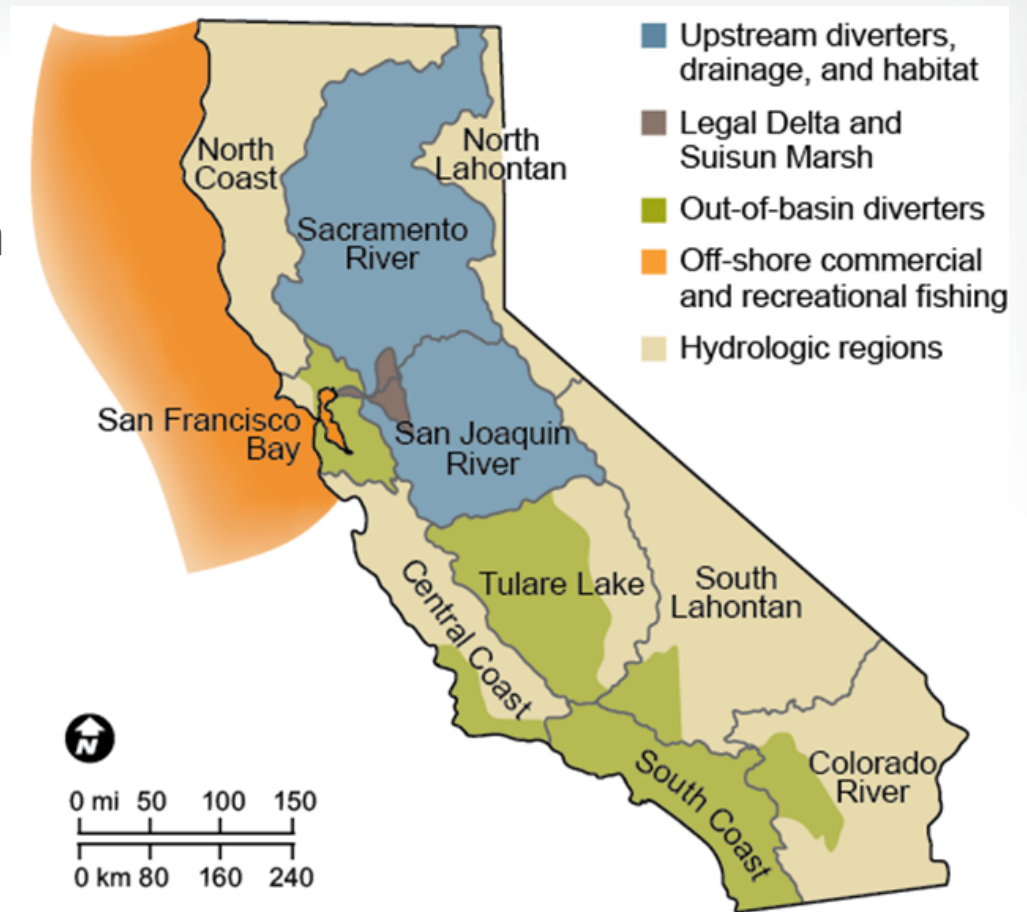 Upstream diverters,
drainage, and habitat
Legal Delta and
Suisun Marsh
Out-of-basin diverters
Off-shore commercial
and recreational fishing
Hydrologic regions
North
Coast
North
Lahontan
Sacramento
River
San Francisco
Bay
San Joaquin
River
Central Coast
Tulare Lake
South
Lahontan
South Coast
Colorado
River
N
0 mi 50 100 150
0 km 80 160 240